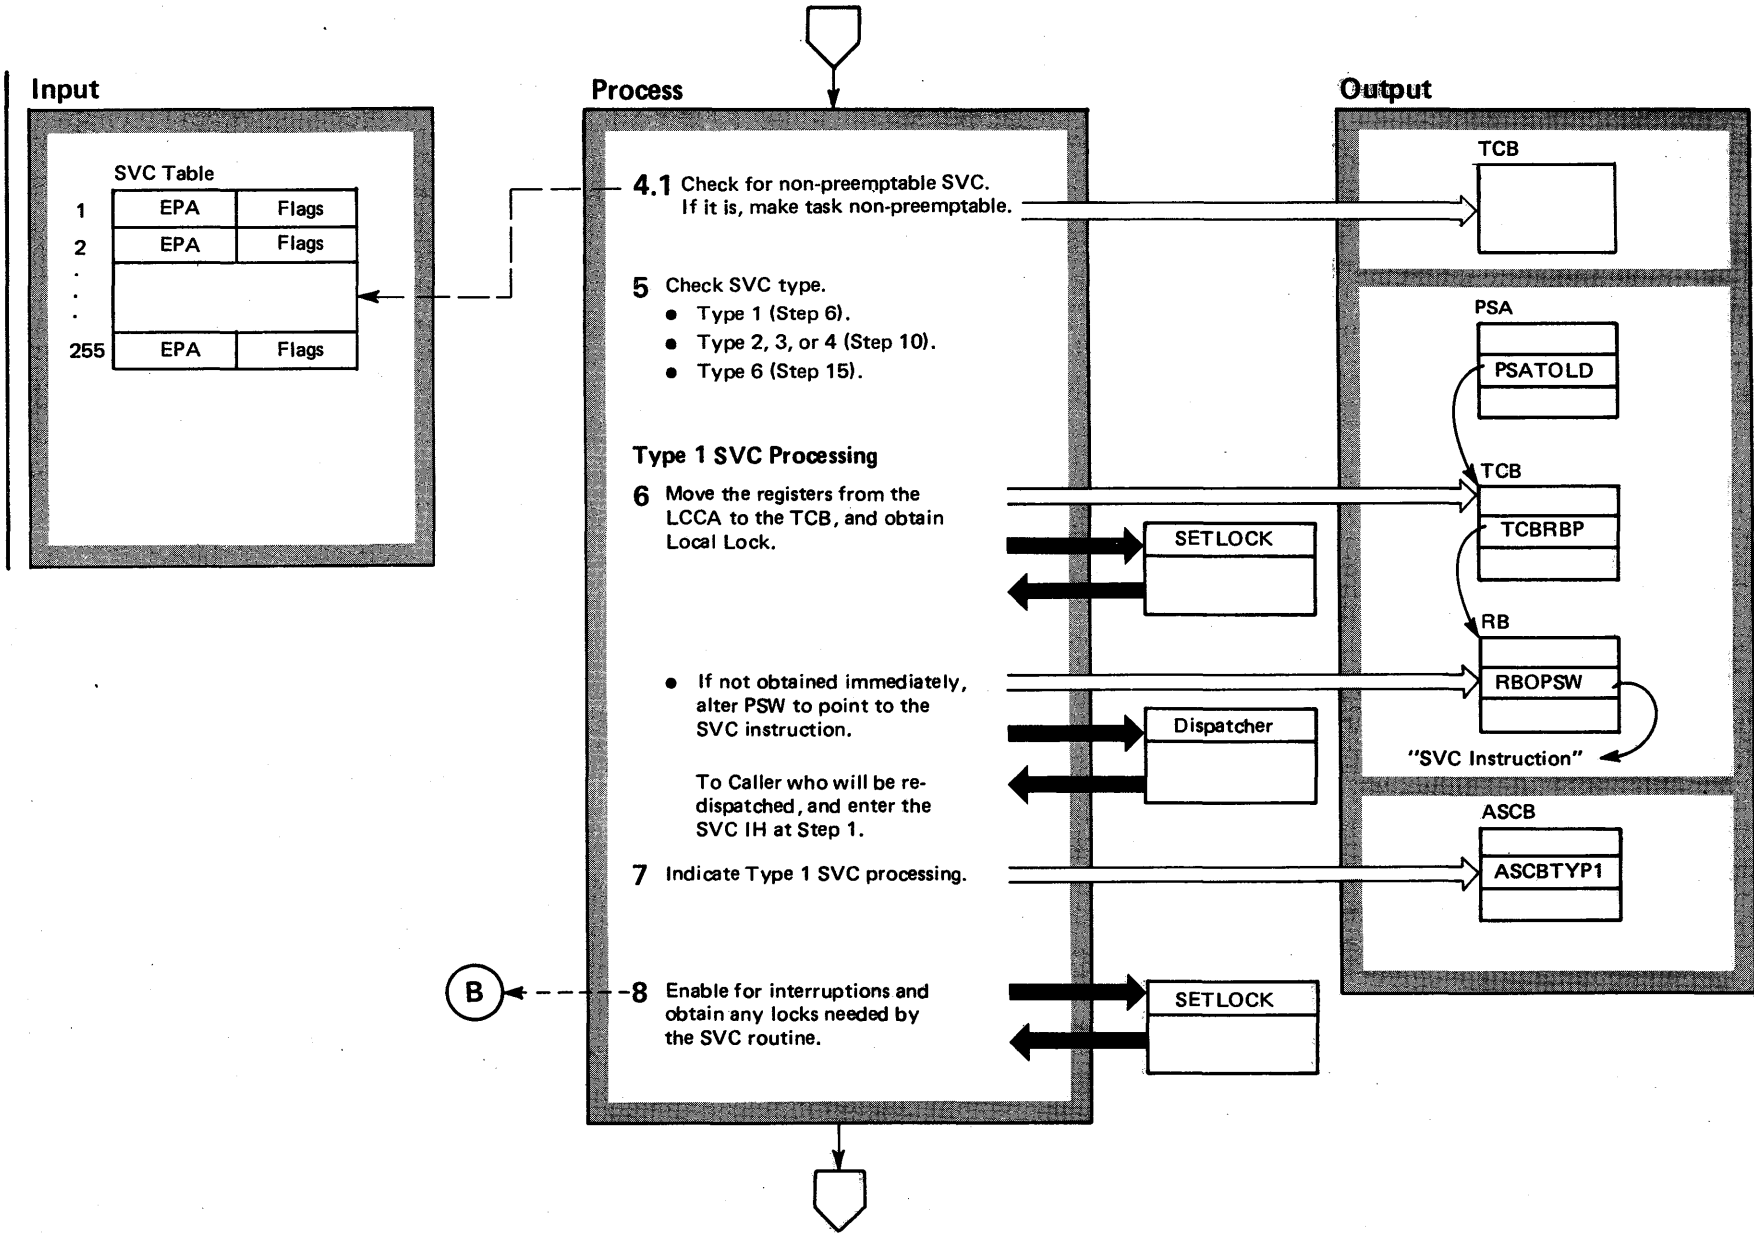 Input
SVC Table
1 EPA Flags
2 EPA Flags
.
.
.
255 EPA Flags
Process
4.1 Check for non-preemptable SVC.
If it is, make task non-preemptable.
5 Check SVC type.
● Type 1 (Step 6).
● Type 2, 3, or 4 (Step 10).
● Type 6 (Step 15).
Type 1 SVC Processing
6 Move the registers from the
LCCA to the TCB, and obtain
Local Lock.
SETLOCK
● If not obtained immediately,
alter PSW to point to the
SVC instruction.
Dispatcher
To Caller who will be re-
dispatched, and enter the
SVC IH at Step 1.
7 Indicate Type 1 SVC processing.
B
8 Enable for interruptions and
obtain any locks needed by
the SVC routine.
SETLOCK
Output
TCB
PSA
PSATOLD
TCB
TCBRBP
RB
RBOPSW
"SVC Instruction"
ASCB
ASCBTYP1